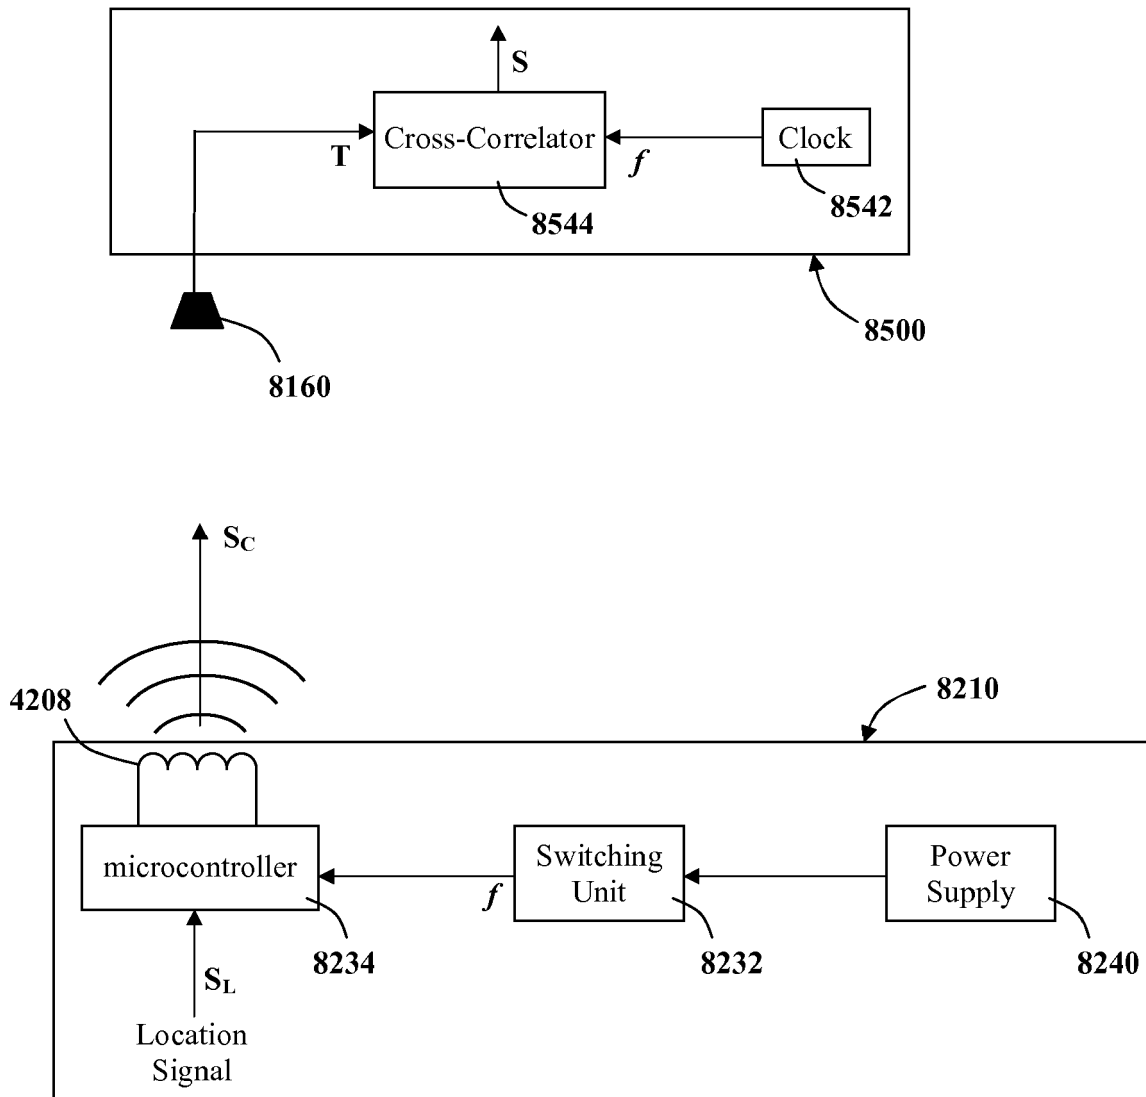 S
Cross-Correlator
Clock
T
f
8544
8542
8500
8160
S_C
4208
8210
microcontroller
Switching
Unit
Power
Supply
f
8234
8232
8240
S_L
Location
Signal